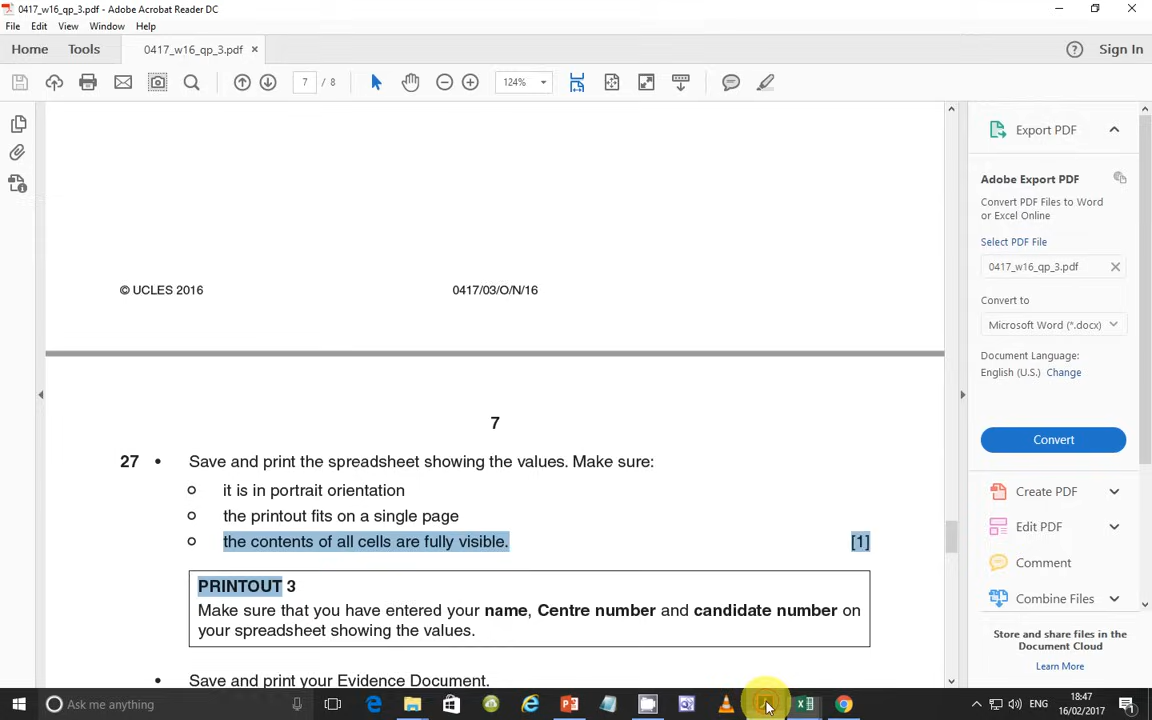 0417_w16_qp_3.pdf - Adobe Acrobat Reader DC
File Edit View Window Help
Home Tools 0417_w16_qp_3.pdf × Sign In
7 / 8 124%
© UCLES 2016 0417/03/O/N/16
7
27 • Save and print the spreadsheet showing the values. Make sure:
it is in portrait orientation
the printout fits on a single page
the contents of all cells are fully visible. [1]
PRINTOUT 3
Make sure that you have entered your name, Centre number and candidate number on
your spreadsheet showing the values.
• Save and print your Evidence Document.
Export PDF
Adobe Export PDF
Convert PDF Files to Word
or Excel Online
Select PDF File
0417_w16_qp_3.pdf
Convert to
Microsoft Word (*.docx)
Document Language:
English (U.S.) Change
Convert
Create PDF
Edit PDF
Comment
Combine Files
Store and share files in the
Document Cloud
Learn More
Ask me anything
ENG
18:47
16/02/2017